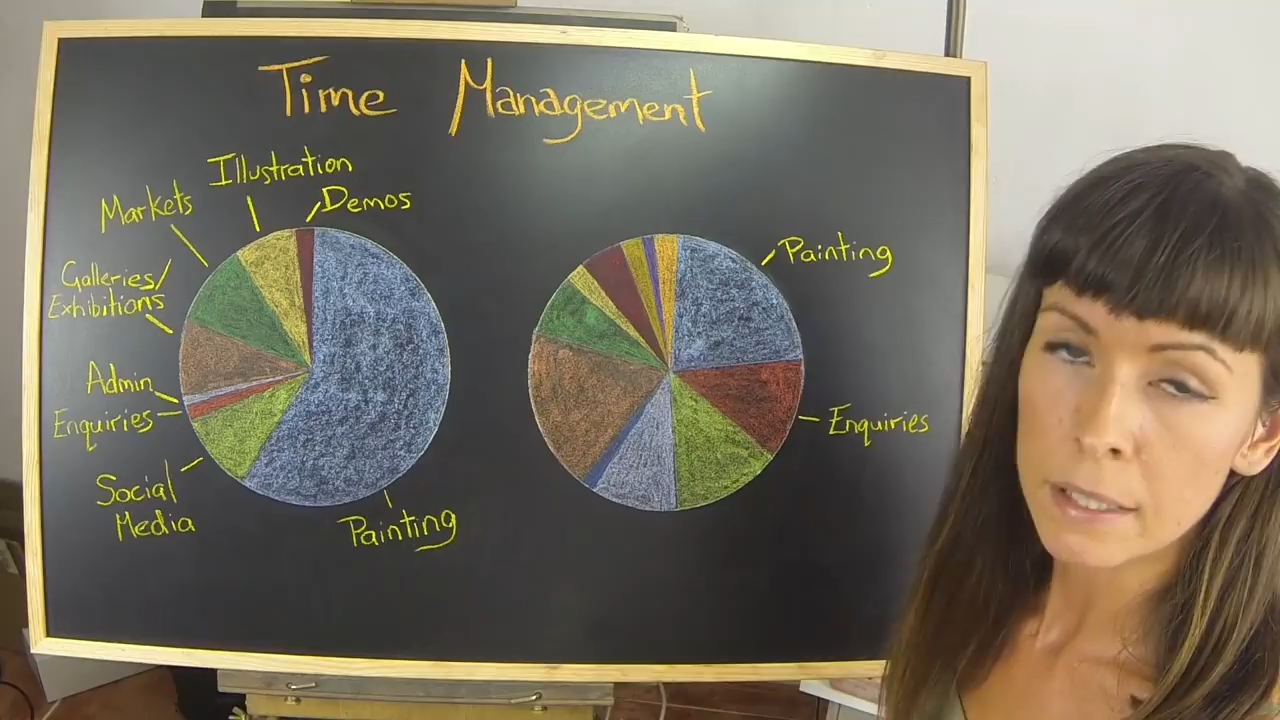 Time Management
Illustration
Demos
Markets
Galleries/
Exhibitions
Admin
Enquiries
Social
Media
Painting
Painting
Enquiries